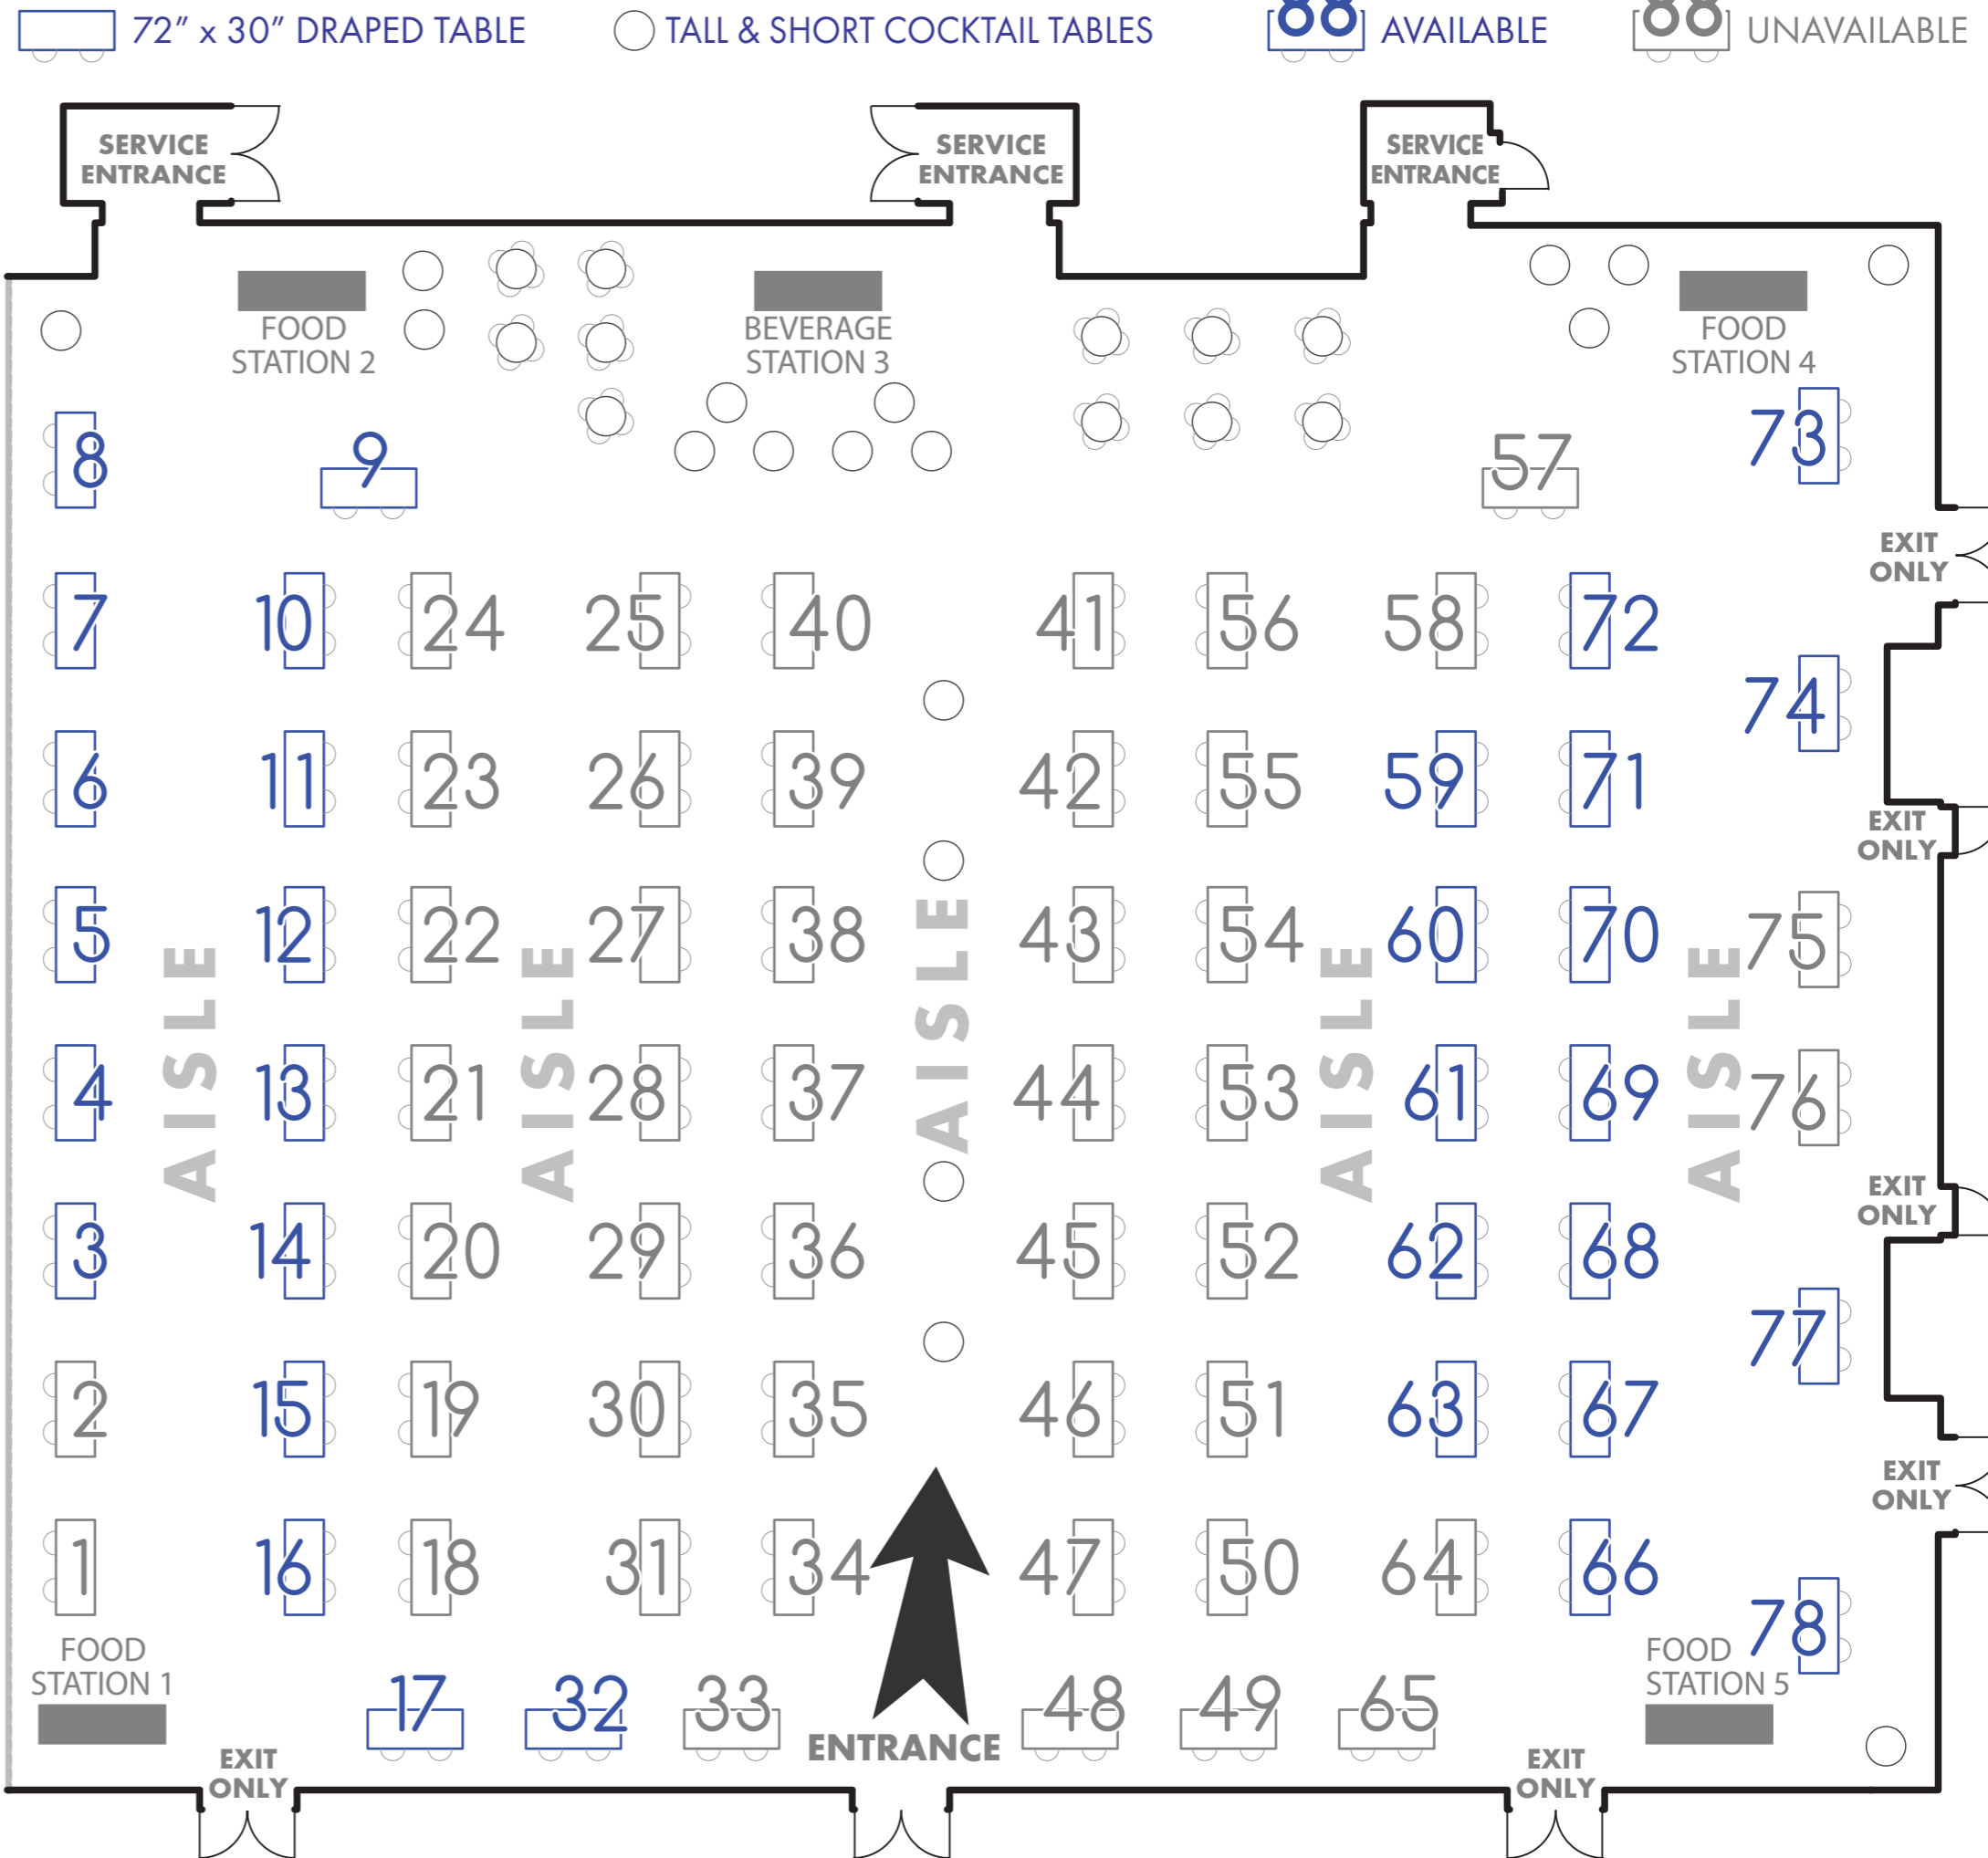 72" x 30" DRAPED TABLE
TALL & SHORT COCKTAIL TABLES
88 AVAILABLE
88 UNAVAILABLE
SERVICE
ENTRANCE
SERVICE
ENTRANCE
SERVICE
ENTRANCE
FOOD
STATION 2
BEVERAGE
STATION 3
FOOD
STATION 4
8
9
57
73
EXIT
ONLY
7
10
24
25
40
41
56
58
72
74
6
11
23
26
39
42
55
59
71
EXIT
ONLY
5
12
22
27
38
43
54
60
70
75
AISLE
AISLE
AISLE
AISLE
AISLE
4
13
21
28
37
44
53
61
69
76
EXIT
ONLY
3
14
20
29
36
45
52
62
68
77
2
15
19
30
35
46
51
63
67
EXIT
ONLY
1
16
18
31
34
47
50
64
66
78
FOOD
STATION 1
FOOD
STATION 5
17
32
33
48
49
65
ENTRANCE
EXIT
ONLY
EXIT
ONLY